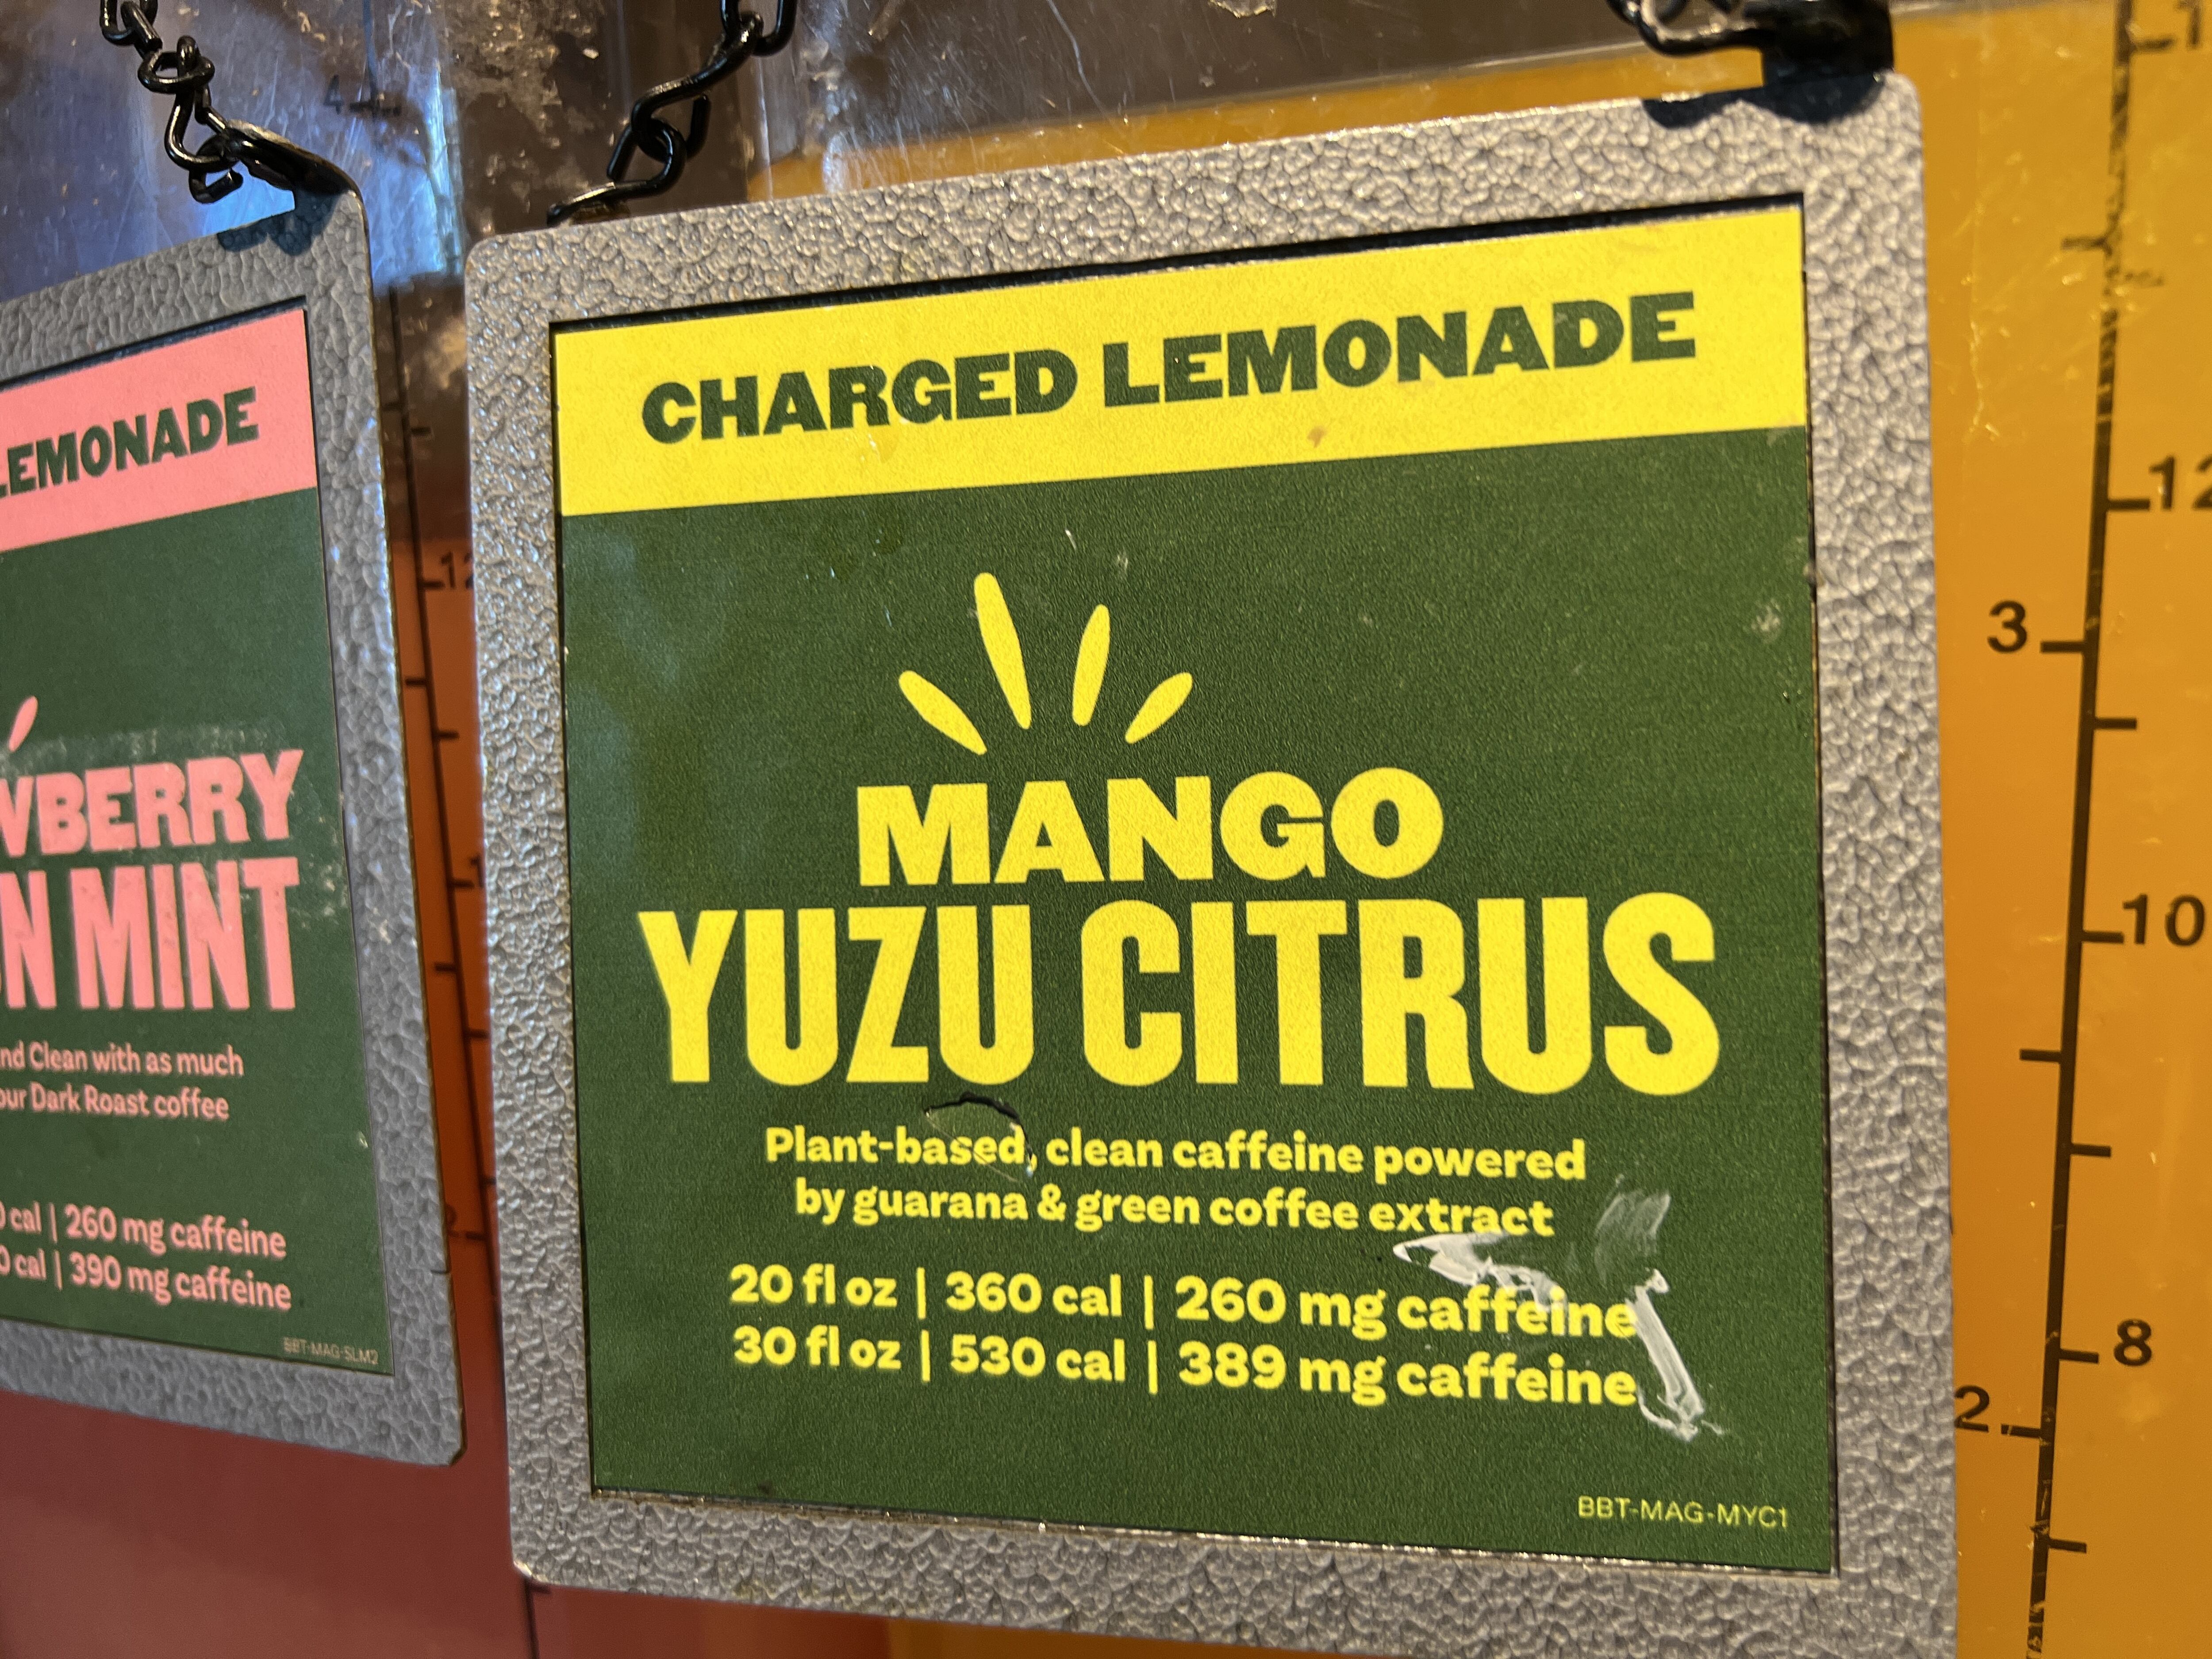 LEMONADE
MINT
nd Clean with as much
our Dark Roast coffee
cal | 260 mg caffeine
cal | 390 mg caffeine
BBT-MAG-SLM2
CHARGED LEMONADE
MANGO
YUZU CITRUS
Plant-based, clean caffeine powered
by guarana & green coffee extract
20 fl oz | 360 cal | 260 mg caffeine
30 fl oz | 530 cal | 389 mg caffeine
BBT-MAG-MYC1
12
3
10
8
2
4
12